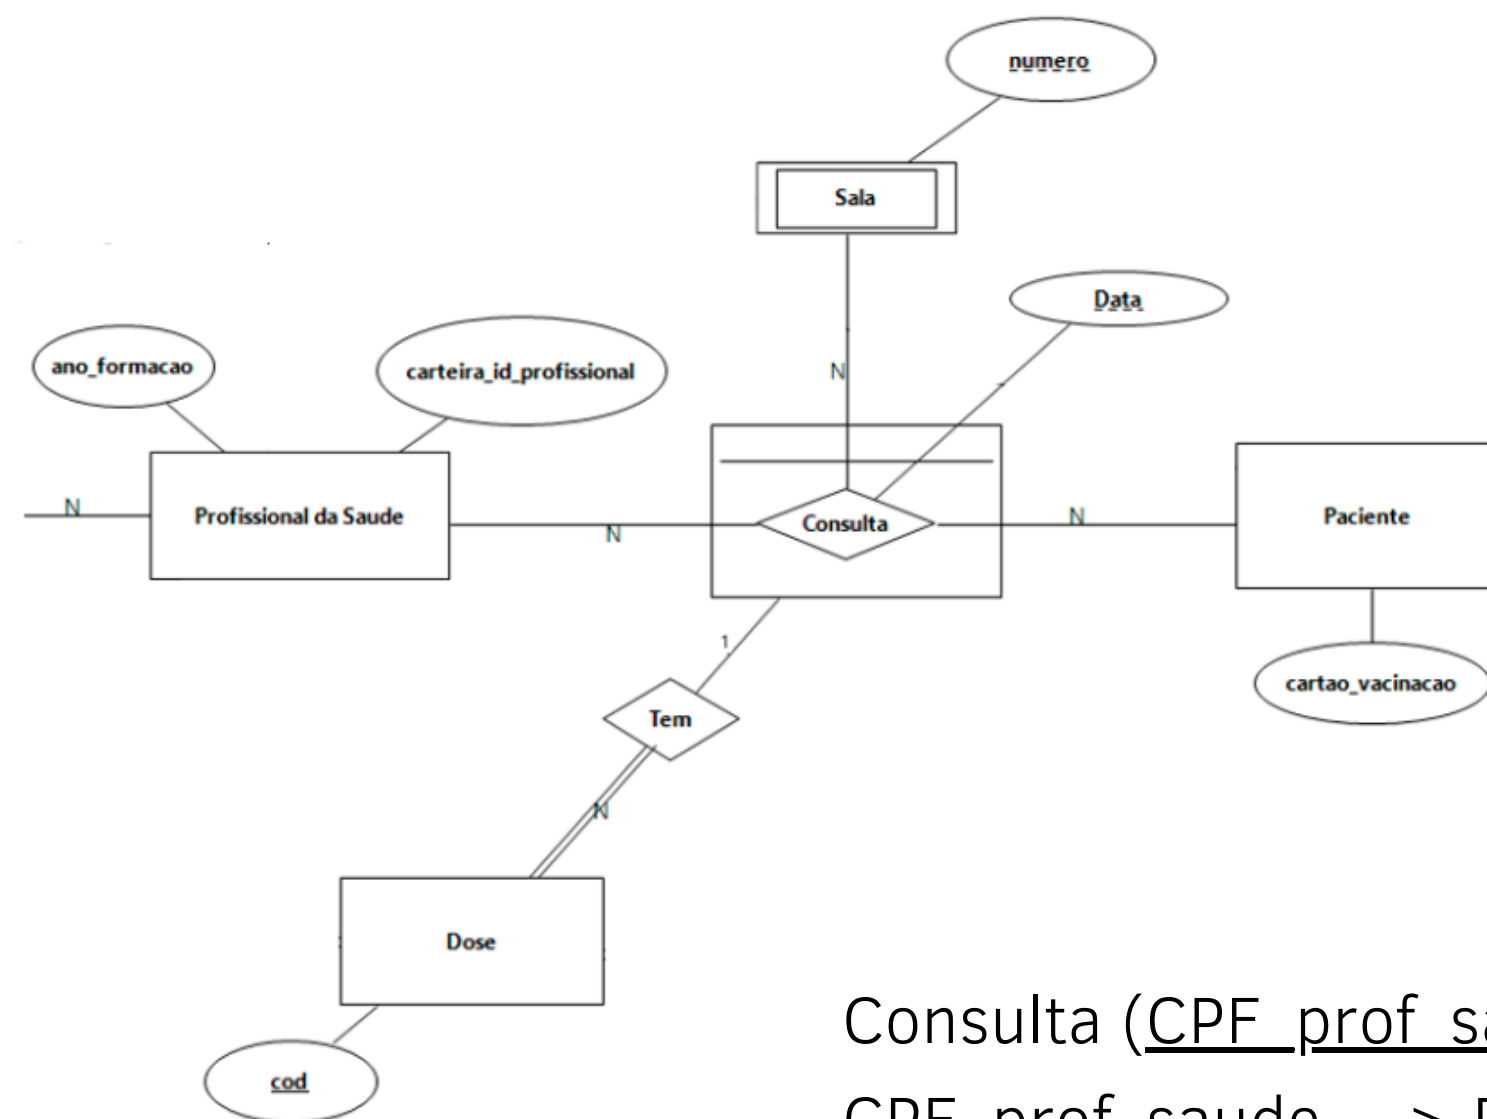 numero
Sala
Data
N
ano_formacao
carteira_id_profissional
N
Profissional da Saude
N
Consulta
N
Paciente
1
cartao_vacinacao
Tem
N
Dose
cod
Consulta (CPF_prof_sa
CPF_prof_saude ->